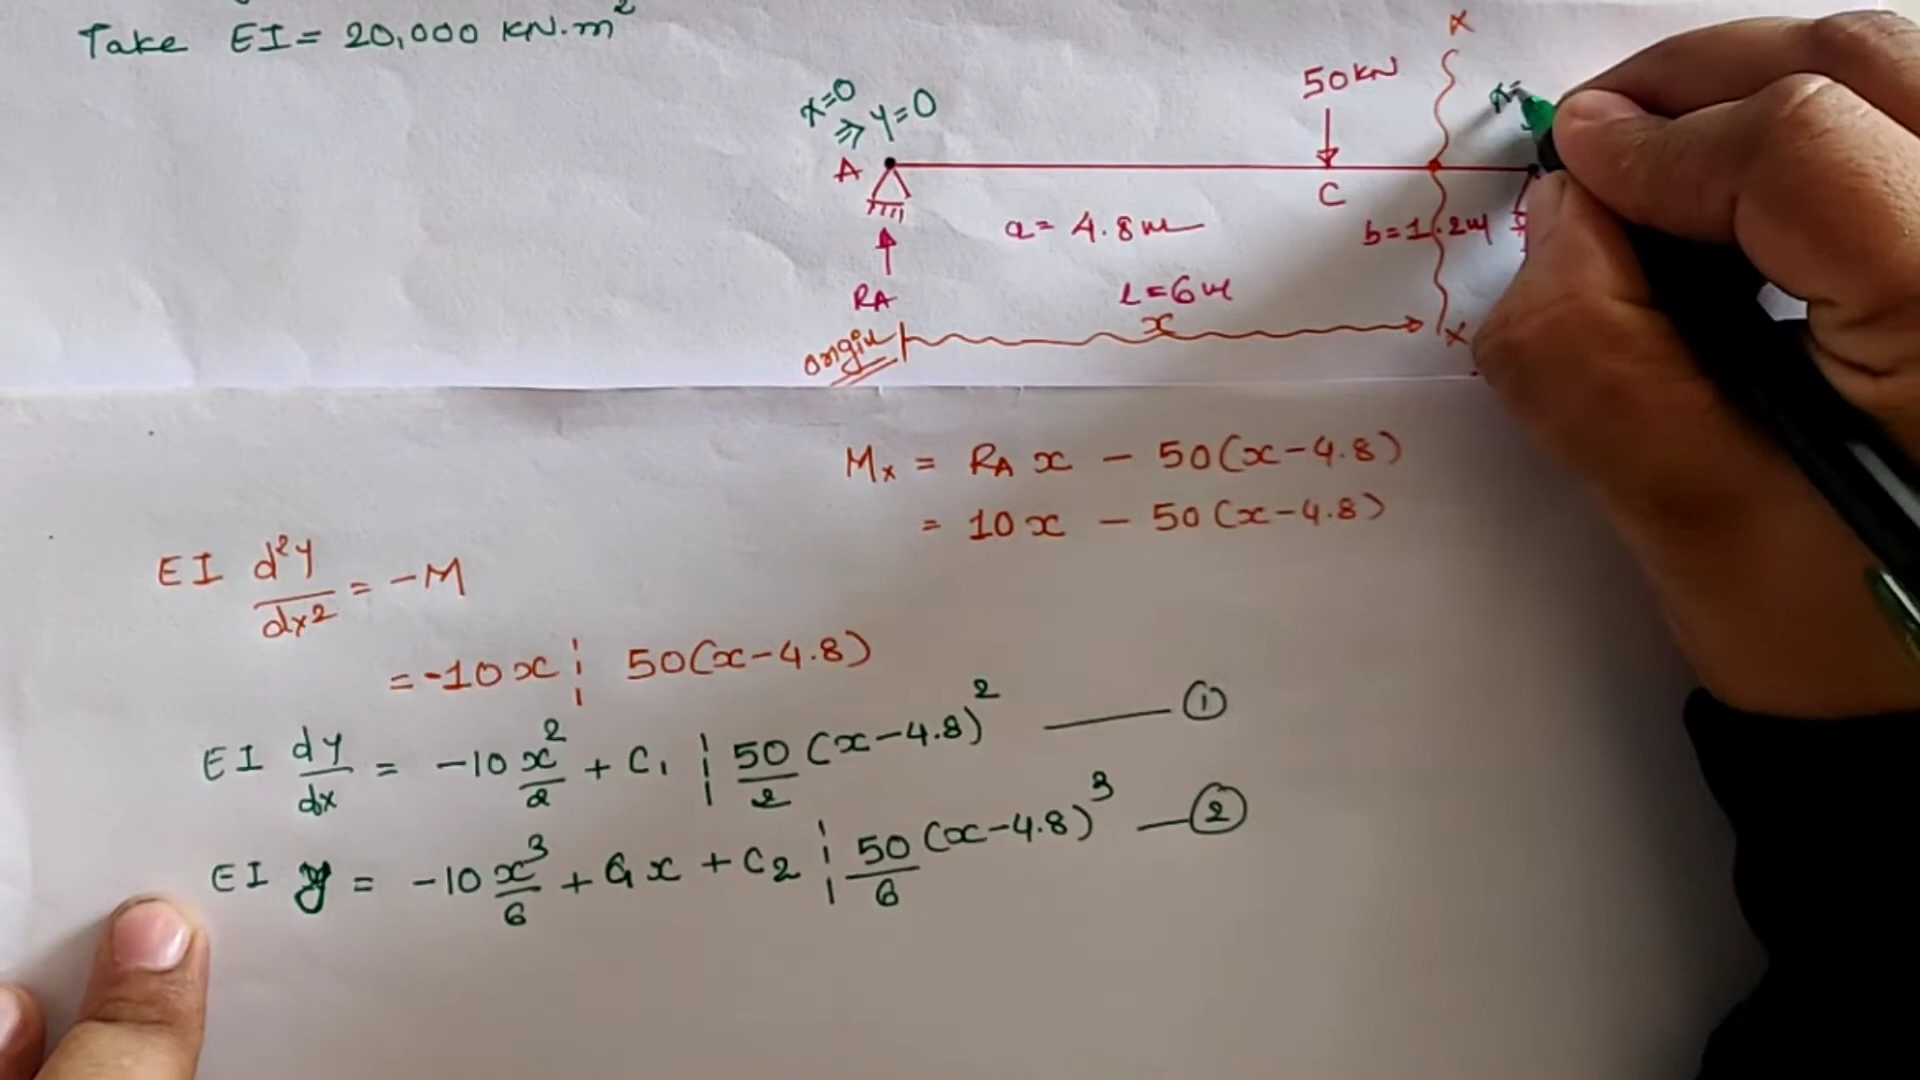 Take EI = 20,000 KN.m²
x
50 KN
x=
x=0
⇒ y=0
A
C
a = 4.8m
b=1.2m
RA
l=6m
x
origin
x
Mx = RA x − 50(x−4.8)
= 10x − 50(x−4.8)
EI d²y/dx² = −M
= −10x ¦ 50(x−4.8)
EI dy/dx = −10 x²/2 + C₁ ¦ 50/2 (x−4.8)² —— ①
EI y = −10 x³/6 + C₁x + C₂ ¦ 50/6 (x−4.8)³ — ②